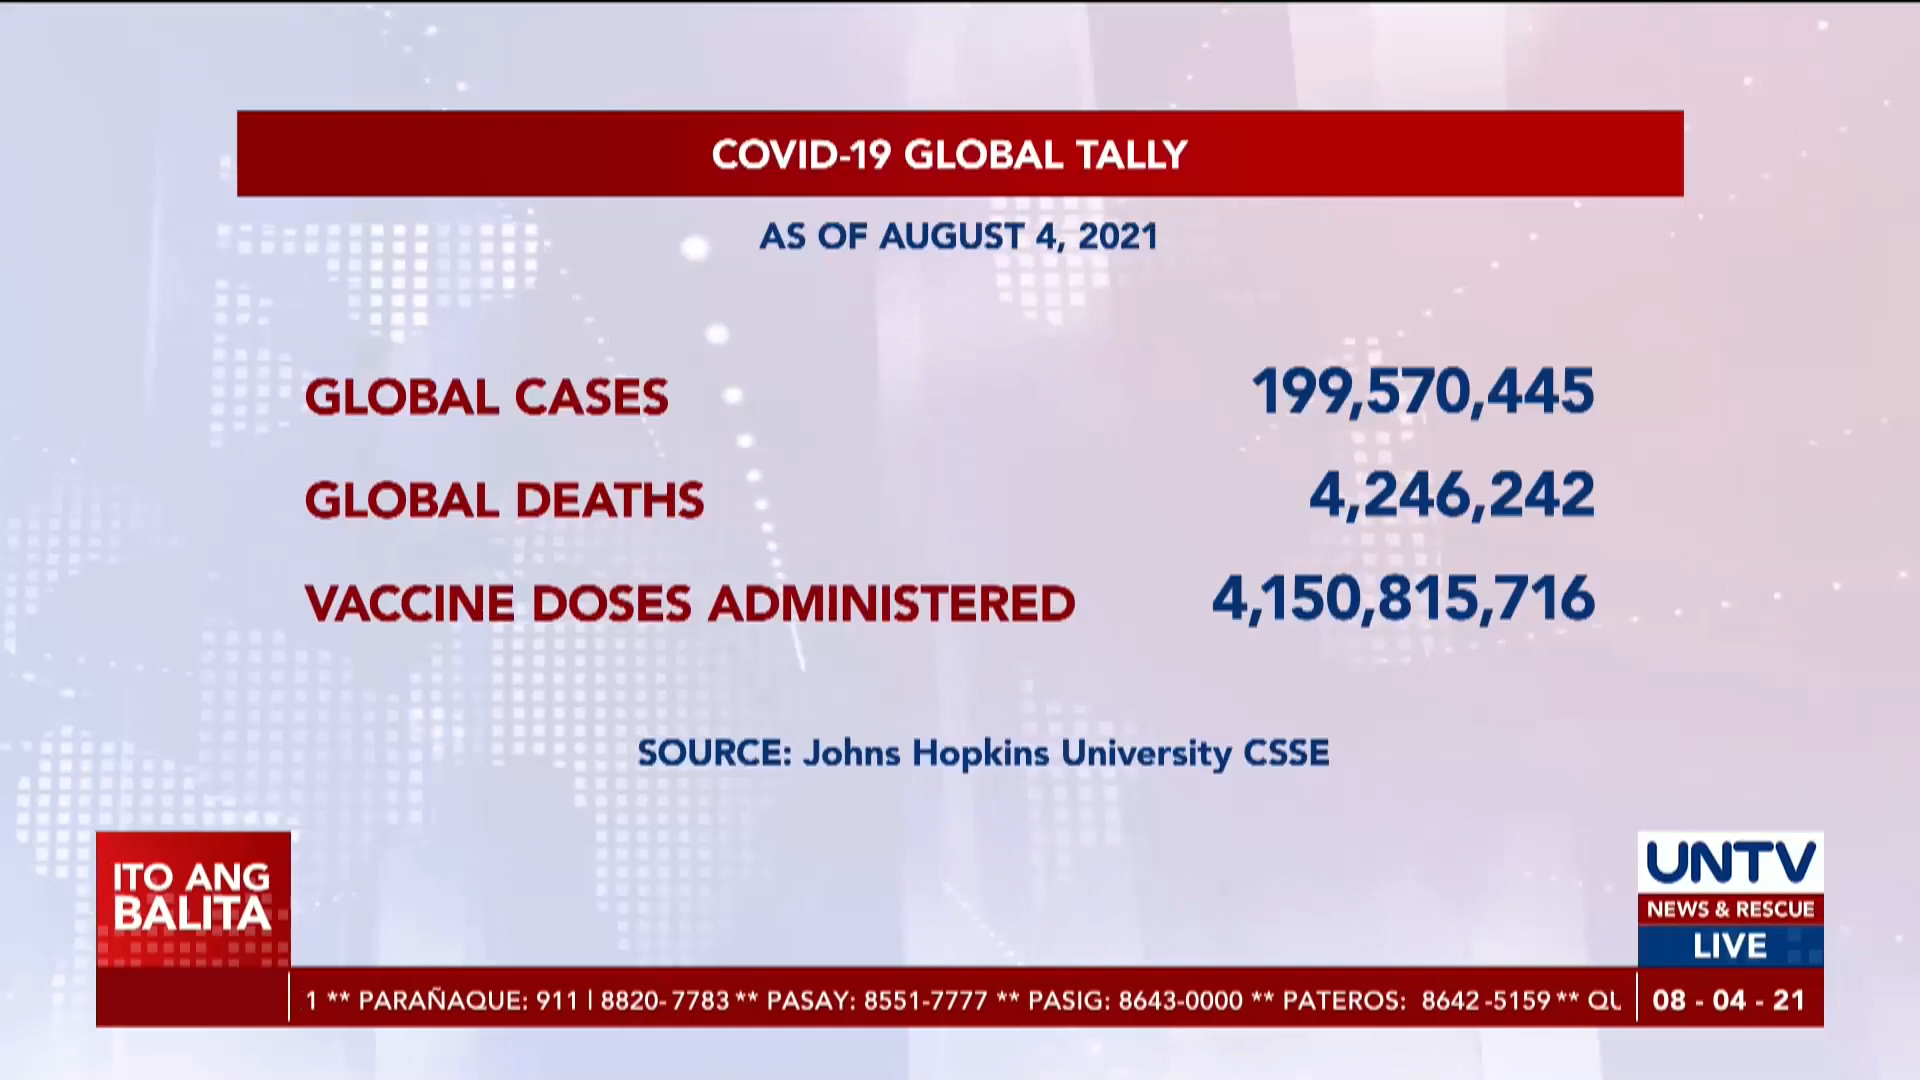 COVID-19 GLOBAL TALLY
AS OF AUGUST 4, 2021
GLOBAL CASES 199,570,445
GLOBAL DEATHS 4,246,242
VACCINE DOSES ADMINISTERED 4,150,815,716
SOURCE: Johns Hopkins University CSSE
ITO ANG
BALITA
UNTV
NEWS & RESCUE
LIVE
1 ** PARAÑAQUE: 911 | 8820-7783 ** PASAY: 8551-7777 ** PASIG: 8643-0000 ** PATEROS: 8642-5159 ** QU
08 - 04 - 21